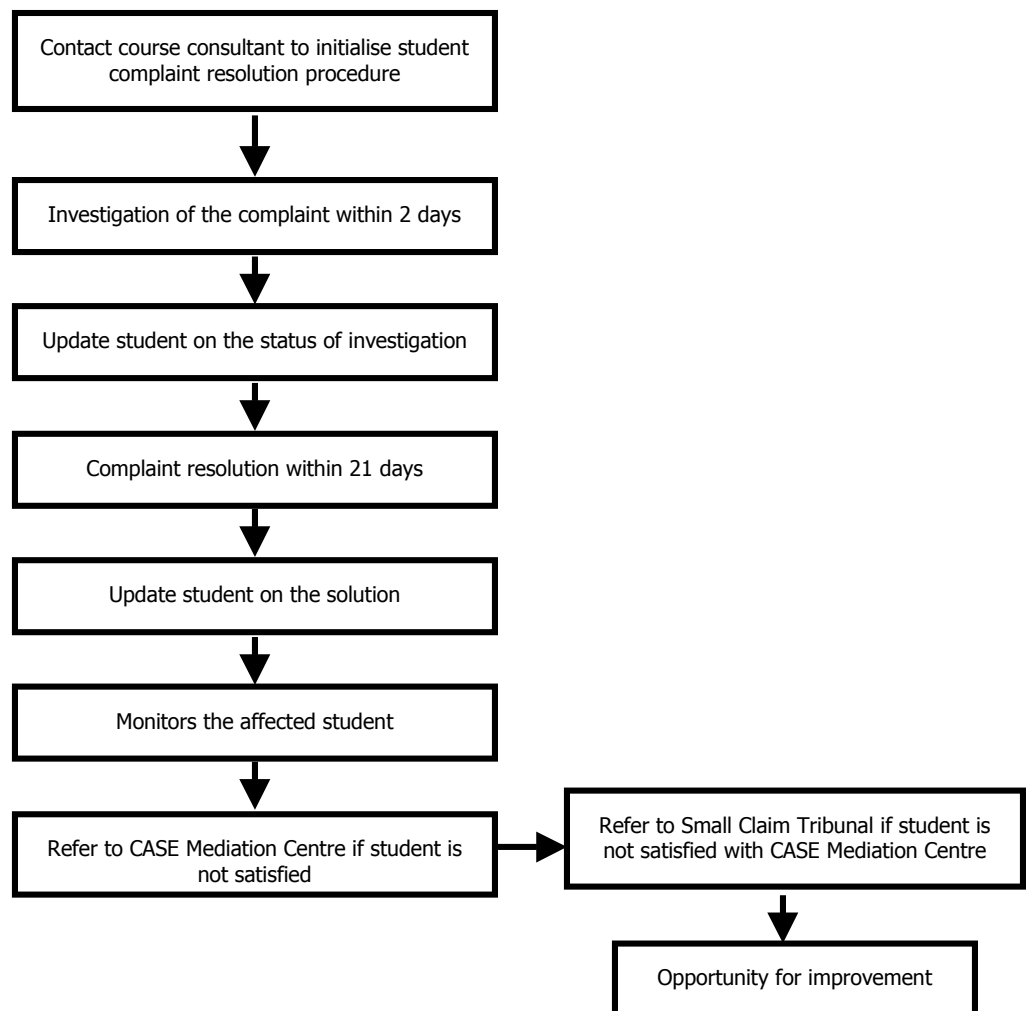 Contact course consultant to initialise student
complaint resolution procedure
Investigation of the complaint within 2 days
Update student on the status of investigation
Complaint resolution within 21 days
Update student on the solution
Monitors the affected student
Refer to CASE Mediation Centre if student is
not satisfied
Refer to Small Claim Tribunal if student is
not satisfied with CASE Mediation Centre
Opportunity for improvement